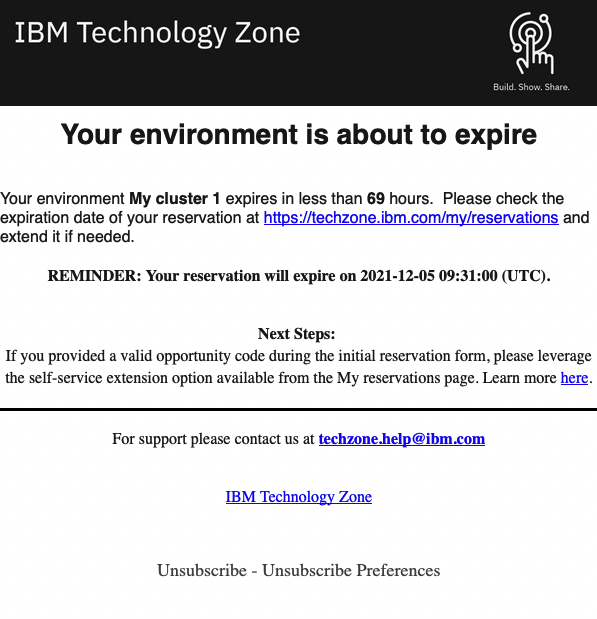 IBM Technology Zone
Build. Show. Share.
Your environment is about to expire
Your environment My cluster 1 expires in less than 69 hours.  Please check the
expiration date of your reservation at https://techzone.ibm.com/my/reservations and
extend it if needed.
REMINDER: Your reservation will expire on 2021-12-05 09:31:00 (UTC).
Next Steps:
If you provided a valid opportunity code during the initial reservation form, please leverage
the self-service extension option available from the My reservations page. Learn more here.
For support please contact us at techzone.help@ibm.com
IBM Technology Zone
Unsubscribe - Unsubscribe Preferences